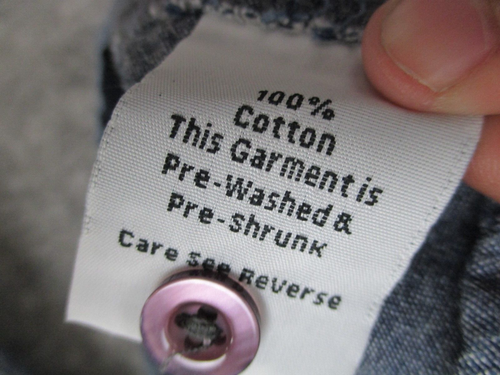 100%
Cotton
This Garment is
Pre-Washed &
Pre-Shrunk
Care See Reverse